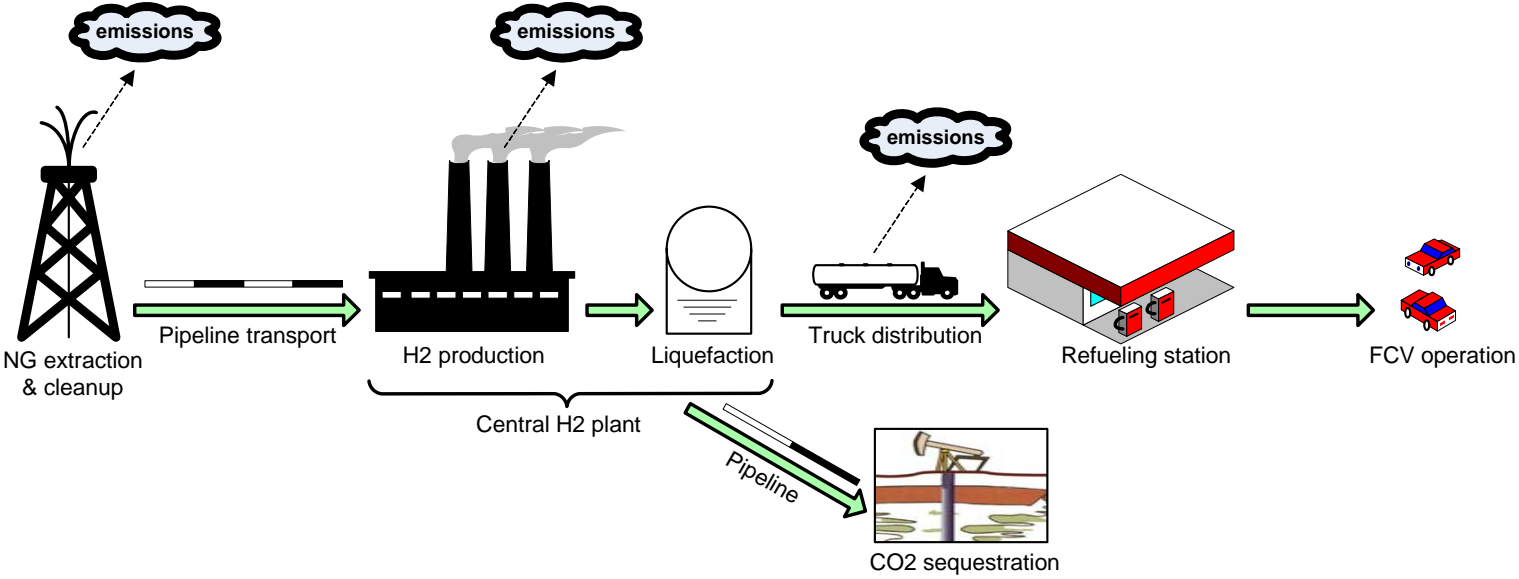 emissions
emissions
emissions
Pipeline transport
Truck distribution
NG extraction
& cleanup
H2 production
Liquefaction
Refueling station
FCV operation
Central H2 plant
Pipeline
CO2 sequestration